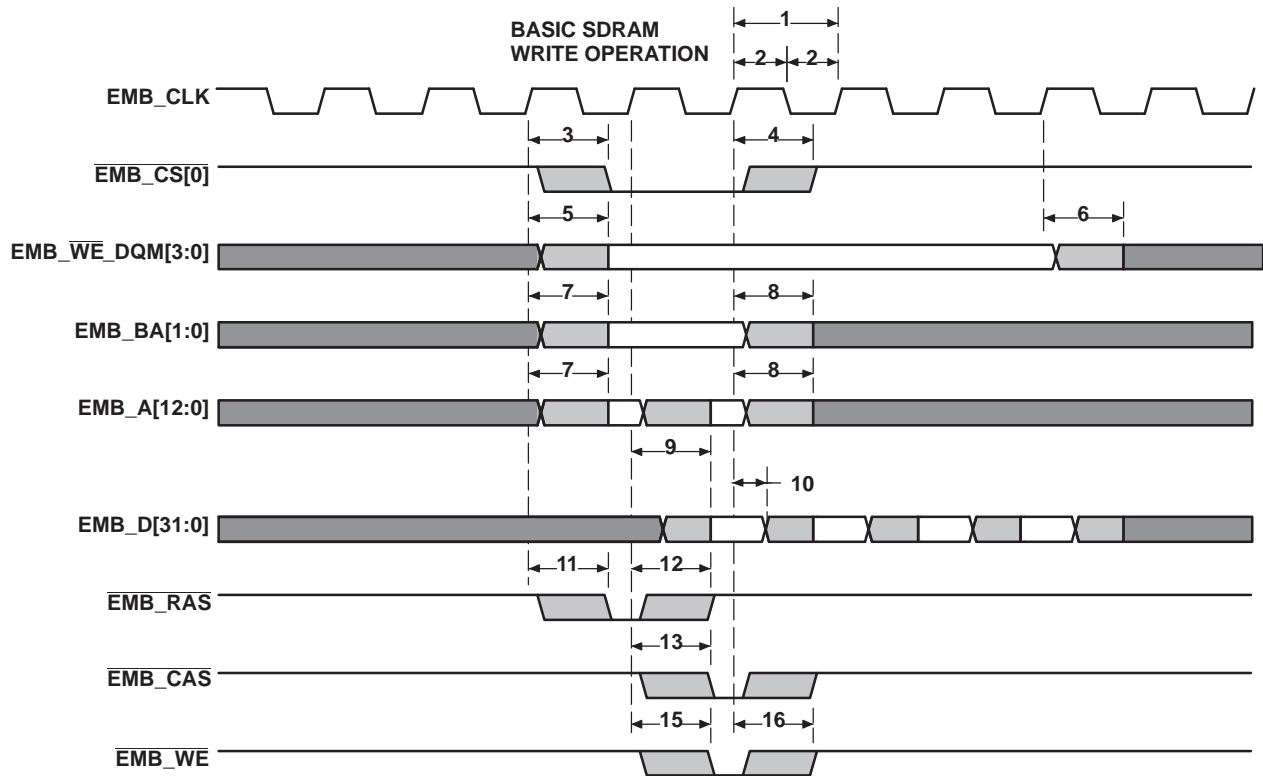 BASIC SDRAM
WRITE OPERATION
1
2 2
EMB_CLK
3 4
EMB_CS[0]
5 6
EMB_WE_DQM[3:0]
7 8
EMB_BA[1:0]
7 8
EMB_A[12:0]
9
10
EMB_D[31:0]
11 12
EMB_RAS
13
EMB_CAS
15 16
EMB_WE